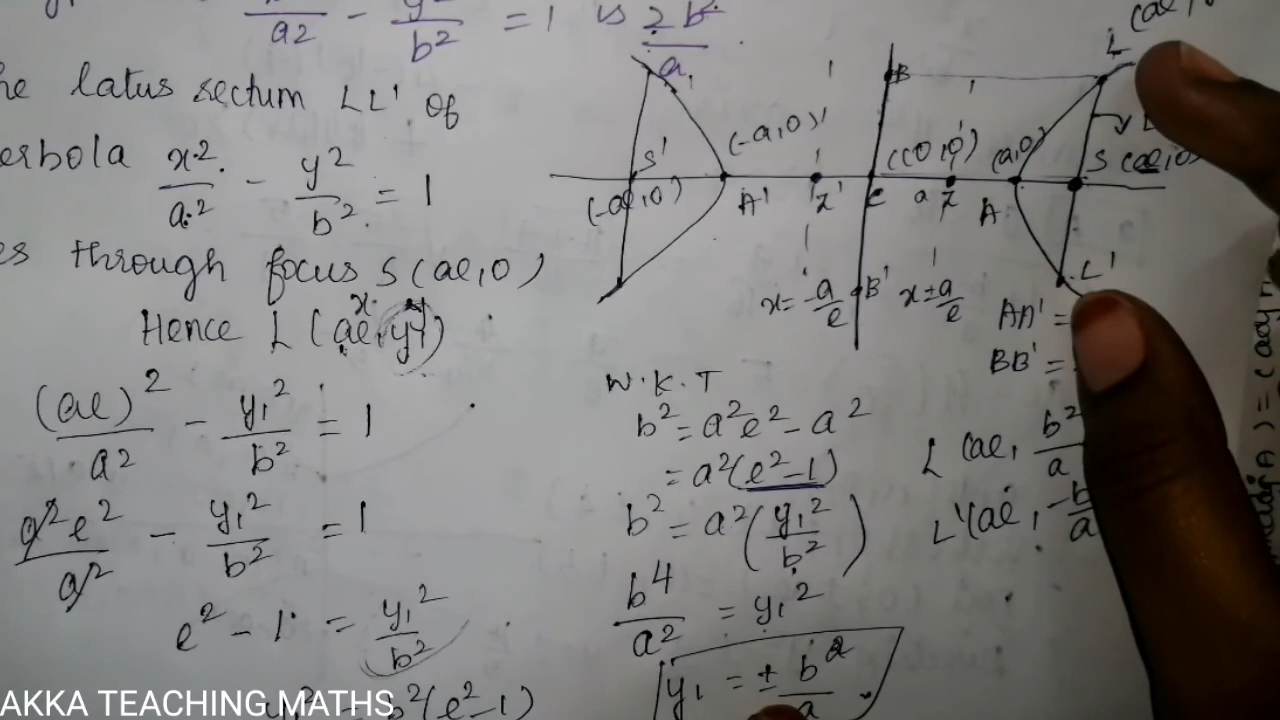 x²/a² - y²/b² = 1 is 2b²/a.
latus rectum LL' of
x²/a² - y²/b² = 1
through focus S(ae,0)
x
Hence L(ae, y1)
(ae)²/a² - y₁²/b² = 1
a²e²/a² - y₁²/b² = 1
e² - 1 = y₁²/b²
b²(e²-1)
L
B
(-a,0)
(0,0)
(a,0)
S'
S (ae,0)
(-ae,0)
A'
Z'
C
a
Z
A
L'
x = -a/e
B'
x = a/e
AA' =
BB' =
W.K.T
b² = a²e² - a²
= a²(e²-1)
b² = a²(y₁²/b²)
b⁴/a² = y₁²
y₁ = ± b²/a
L (ae, b²/a
L'(ae, -b/a
AKKA TEACHING MATHS